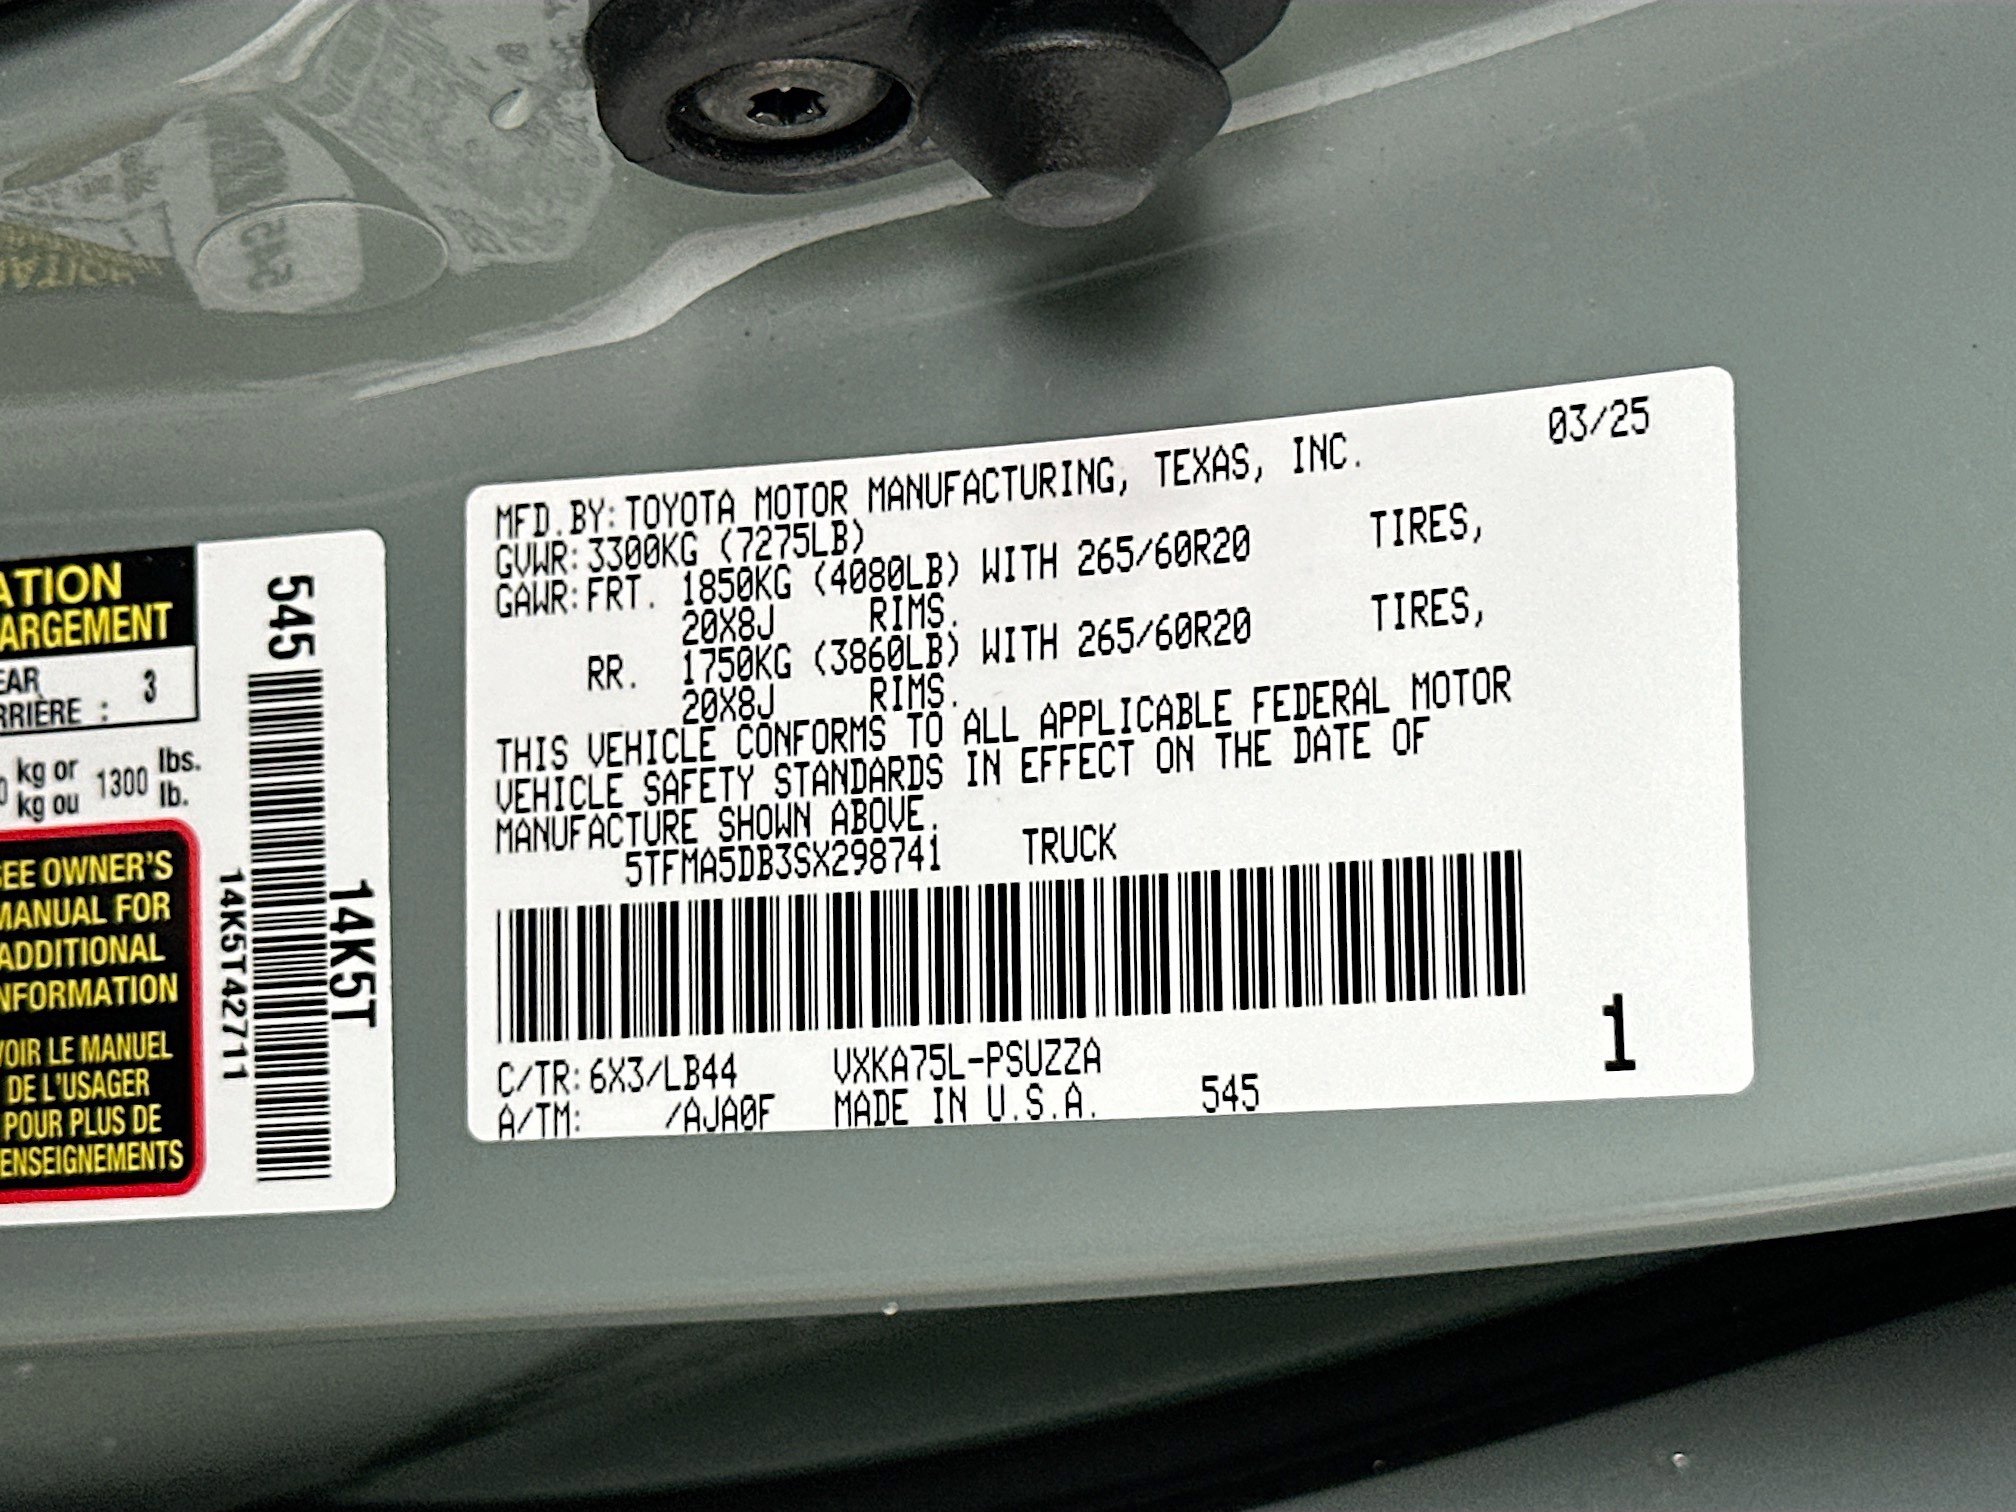 ATION
ARGEMENT
EAR
RRIÈRE : 3
0 kg or 1300 lbs.
kg ou lb.
SEE OWNER'S
MANUAL FOR
ADDITIONAL
INFORMATION
VOIR LE MANUEL
DE L'USAGER
POUR PLUS DE
RENSEIGNEMENTS
545
14K5T42711
14K5T
MFD.BY:TOYOTA MOTOR MANUFACTURING, TEXAS, INC. 03/25
GVWR:3300KG (7275LB)
GAWR:FRT. 1850KG (4080LB) WITH 265/60R20 TIRES,
20X8J RIMS.
RR. 1750KG (3860LB) WITH 265/60R20 TIRES,
20X8J RIMS.
THIS VEHICLE CONFORMS TO ALL APPLICABLE FEDERAL MOTOR
VEHICLE SAFETY STANDARDS IN EFFECT ON THE DATE OF
MANUFACTURE SHOWN ABOVE.
5TFMA5DB3SX298741 TRUCK
C/TR:6X3/LB44 VXKA75L-PSUZZA 1
A/TM: /AJA0F MADE IN U.S.A. 545